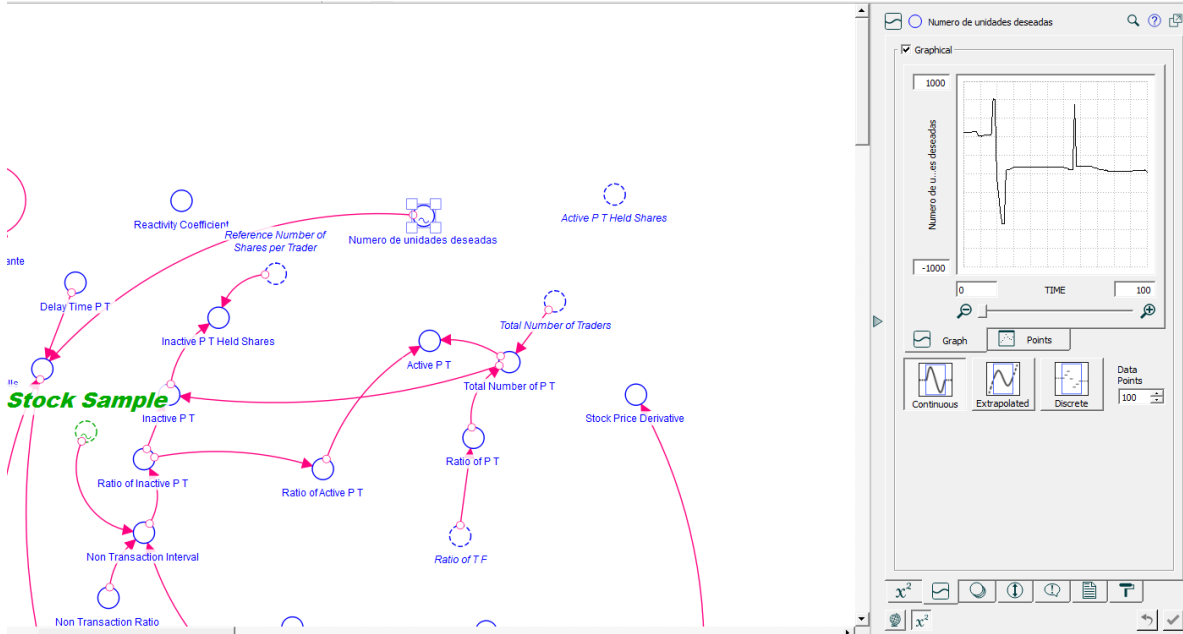 Reactivity Coefficient
Reference Number of
Shares per Trader
Numero de unidades deseadas
Active P T Held Shares
ante
Delay Time P T
Inactive P T Held Shares
Total Number of Traders
Active P T
Total Number of P T
Stock Sample
Inactive P T
Stock Price Derivative
Ratio of P T
Ratio of Inactive P T
Ratio of Active P T
Non Transaction Interval
Ratio of T F
Non Transaction Ratio
Numero de unidades deseadas
Graphical
1000
Numero de u...es deseadas
-1000
0
TIME
100
Graph
Points
Continuous
Extrapolated
Discrete
Data
Points
100
x²
x²